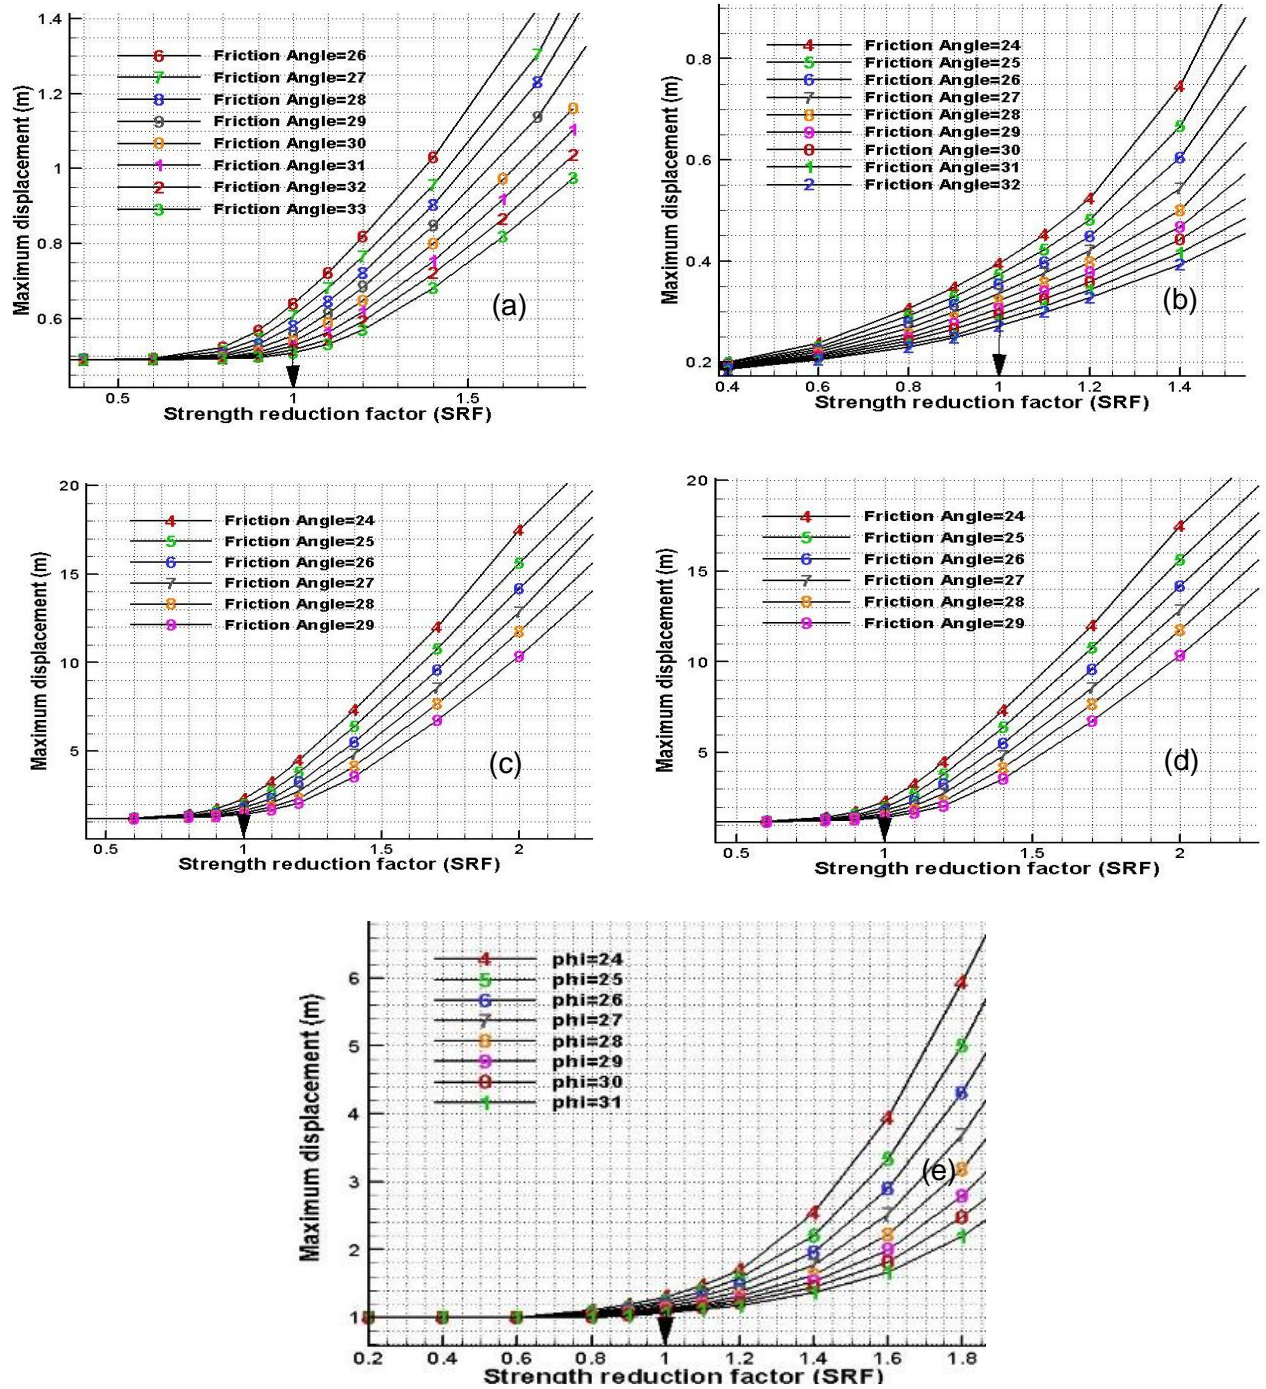 1.4
1.2
1
0.8
0.6
Maximum displacement (m)
6 Friction Angle=26
7 Friction Angle=27
8 Friction Angle=28
9 Friction Angle=29
0 Friction Angle=30
1 Friction Angle=31
2 Friction Angle=32
3 Friction Angle=33
(a)
0.5 1 1.5
Strength reduction factor (SRF)
0.8
0.6
0.4
0.2
Maximum displacement (m)
4 Friction Angle=24
5 Friction Angle=25
6 Friction Angle=26
7 Friction Angle=27
8 Friction Angle=28
9 Friction Angle=29
0 Friction Angle=30
1 Friction Angle=31
2 Friction Angle=32
(b)
0.4 0.6 0.8 1 1.2 1.4
Strength reduction factor (SRF)
20
15
10
5
Maximum displacement (m)
4 Friction Angle=24
5 Friction Angle=25
6 Friction Angle=26
7 Friction Angle=27
8 Friction Angle=28
9 Friction Angle=29
(c)
0.5 1 1.5 2
Strength reduction factor (SRF)
20
15
10
5
Maximum displacement (m)
4 Friction Angle=24
5 Friction Angle=25
6 Friction Angle=26
7 Friction Angle=27
8 Friction Angle=28
9 Friction Angle=29
(d)
0.5 1 1.5 2
Strength reduction factor (SRF)
6
5
4
3
2
1
Maximum displacement (m)
4 phi=24
5 phi=25
6 phi=26
7 phi=27
8 phi=28
9 phi=29
0 phi=30
1 phi=31
(e)
0.2 0.4 0.6 0.8 1 1.2 1.4 1.6 1.8
Strength reduction factor (SRF)